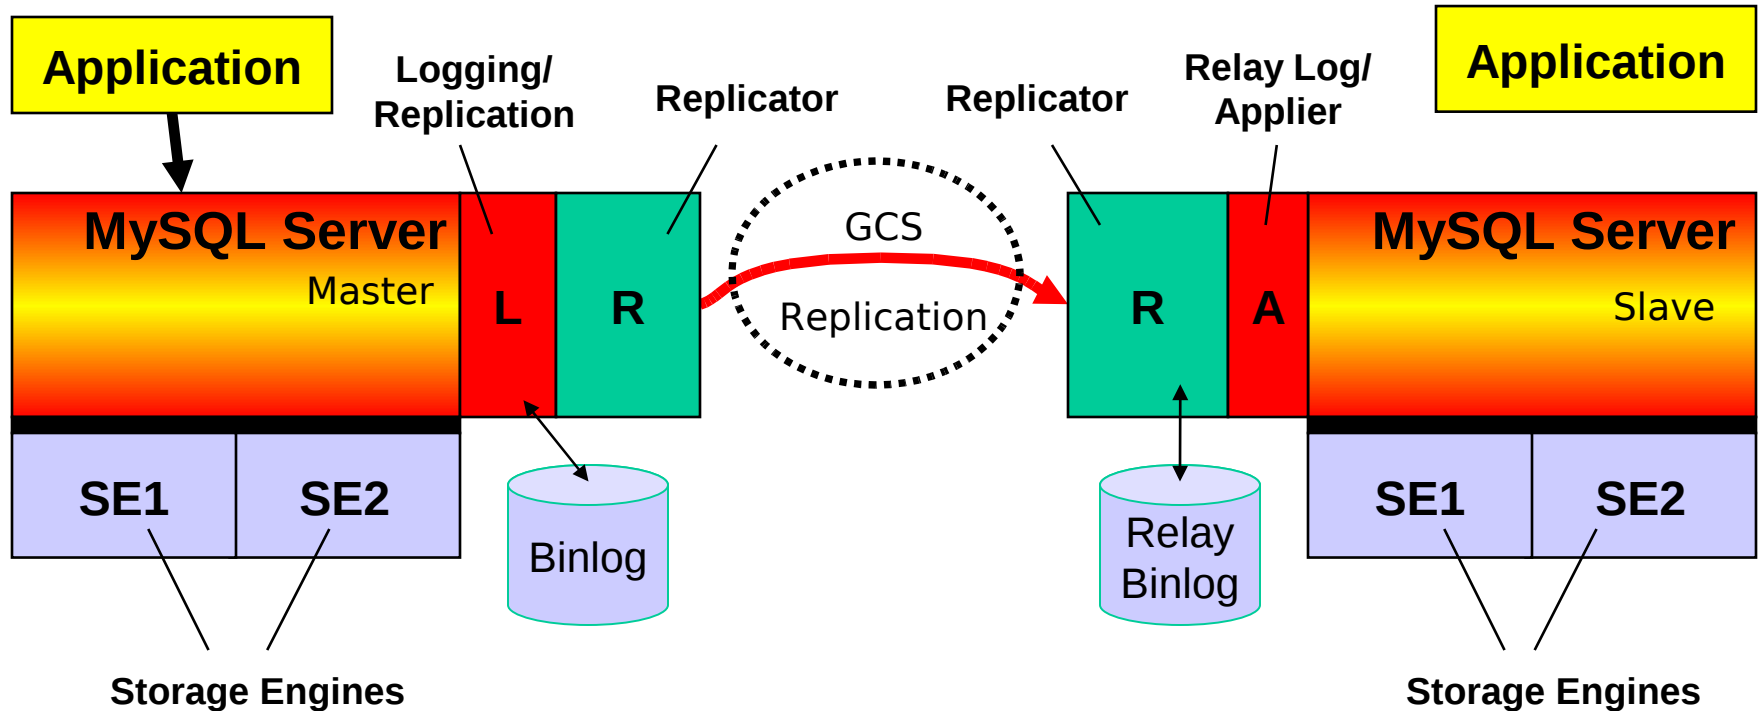 Application
Application
Logging/
Replication
Replicator
Replicator
Relay Log/
Applier
MySQL Server
Master
L
R
GCS
Replication
R
A
MySQL Server
Slave
SE1
SE2
Binlog
Relay
Binlog
SE1
SE2
Storage Engines
Storage Engines